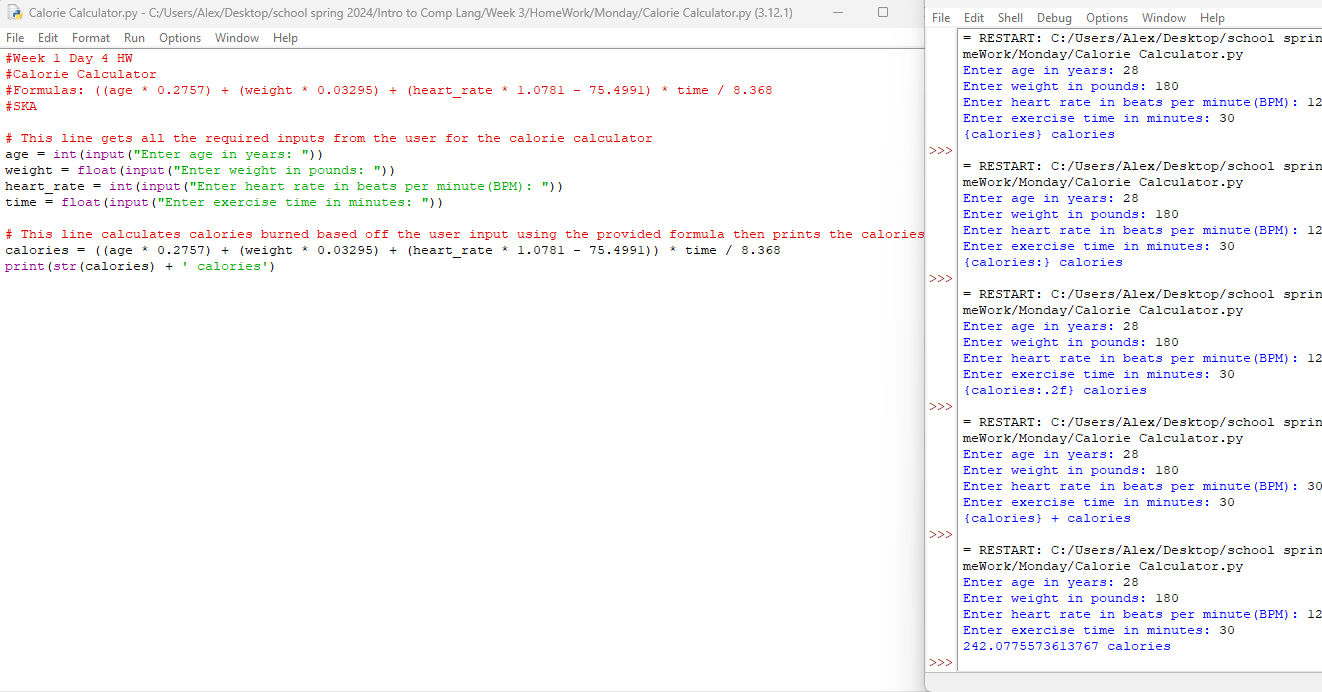 Calorie Calculator.py - C:/Users/Alex/Desktop/school spring 2024/Intro to Comp Lang/Week 3/HomeWork/Monday/Calorie Calculator.py (3.12.1)
File Edit Format Run Options Window Help
#Week 1 Day 4 HW
#Calorie Calculator
#Formulas: ((age * 0.2757) + (weight * 0.03295) + (heart_rate * 1.0781 - 75.4991) * time / 8.368
#SKA
# This line gets all the required inputs from the user for the calorie calculator
age = int(input("Enter age in years: "))
weight = float(input("Enter weight in pounds: "))
heart_rate = int(input("Enter heart rate in beats per minute(BPM): "))
time = float(input("Enter exercise time in minutes: "))
# This line calculates calories burned based off the user input using the provided formula then prints the calories
calories = ((age * 0.2757) + (weight * 0.03295) + (heart_rate * 1.0781 - 75.4991)) * time / 8.368
print(str(calories) + ' calories')
File Edit Shell Debug Options Window Help
= RESTART: C:/Users/Alex/Desktop/school sprin
meWork/Monday/Calorie Calculator.py
Enter age in years: 28
Enter weight in pounds: 180
Enter heart rate in beats per minute(BPM): 12
Enter exercise time in minutes: 30
{calories} calories
>>>
= RESTART: C:/Users/Alex/Desktop/school sprin
meWork/Monday/Calorie Calculator.py
Enter age in years: 28
Enter weight in pounds: 180
Enter heart rate in beats per minute(BPM): 12
Enter exercise time in minutes: 30
{calories:} calories
>>>
= RESTART: C:/Users/Alex/Desktop/school sprin
meWork/Monday/Calorie Calculator.py
Enter age in years: 28
Enter weight in pounds: 180
Enter heart rate in beats per minute(BPM): 12
Enter exercise time in minutes: 30
{calories:.2f} calories
>>>
= RESTART: C:/Users/Alex/Desktop/school sprin
meWork/Monday/Calorie Calculator.py
Enter age in years: 28
Enter weight in pounds: 180
Enter heart rate in beats per minute(BPM): 30
Enter exercise time in minutes: 30
{calories} + calories
>>>
= RESTART: C:/Users/Alex/Desktop/school sprin
meWork/Monday/Calorie Calculator.py
Enter age in years: 28
Enter weight in pounds: 180
Enter heart rate in beats per minute(BPM): 12
Enter exercise time in minutes: 30
242.0775573613767 calories
>>>